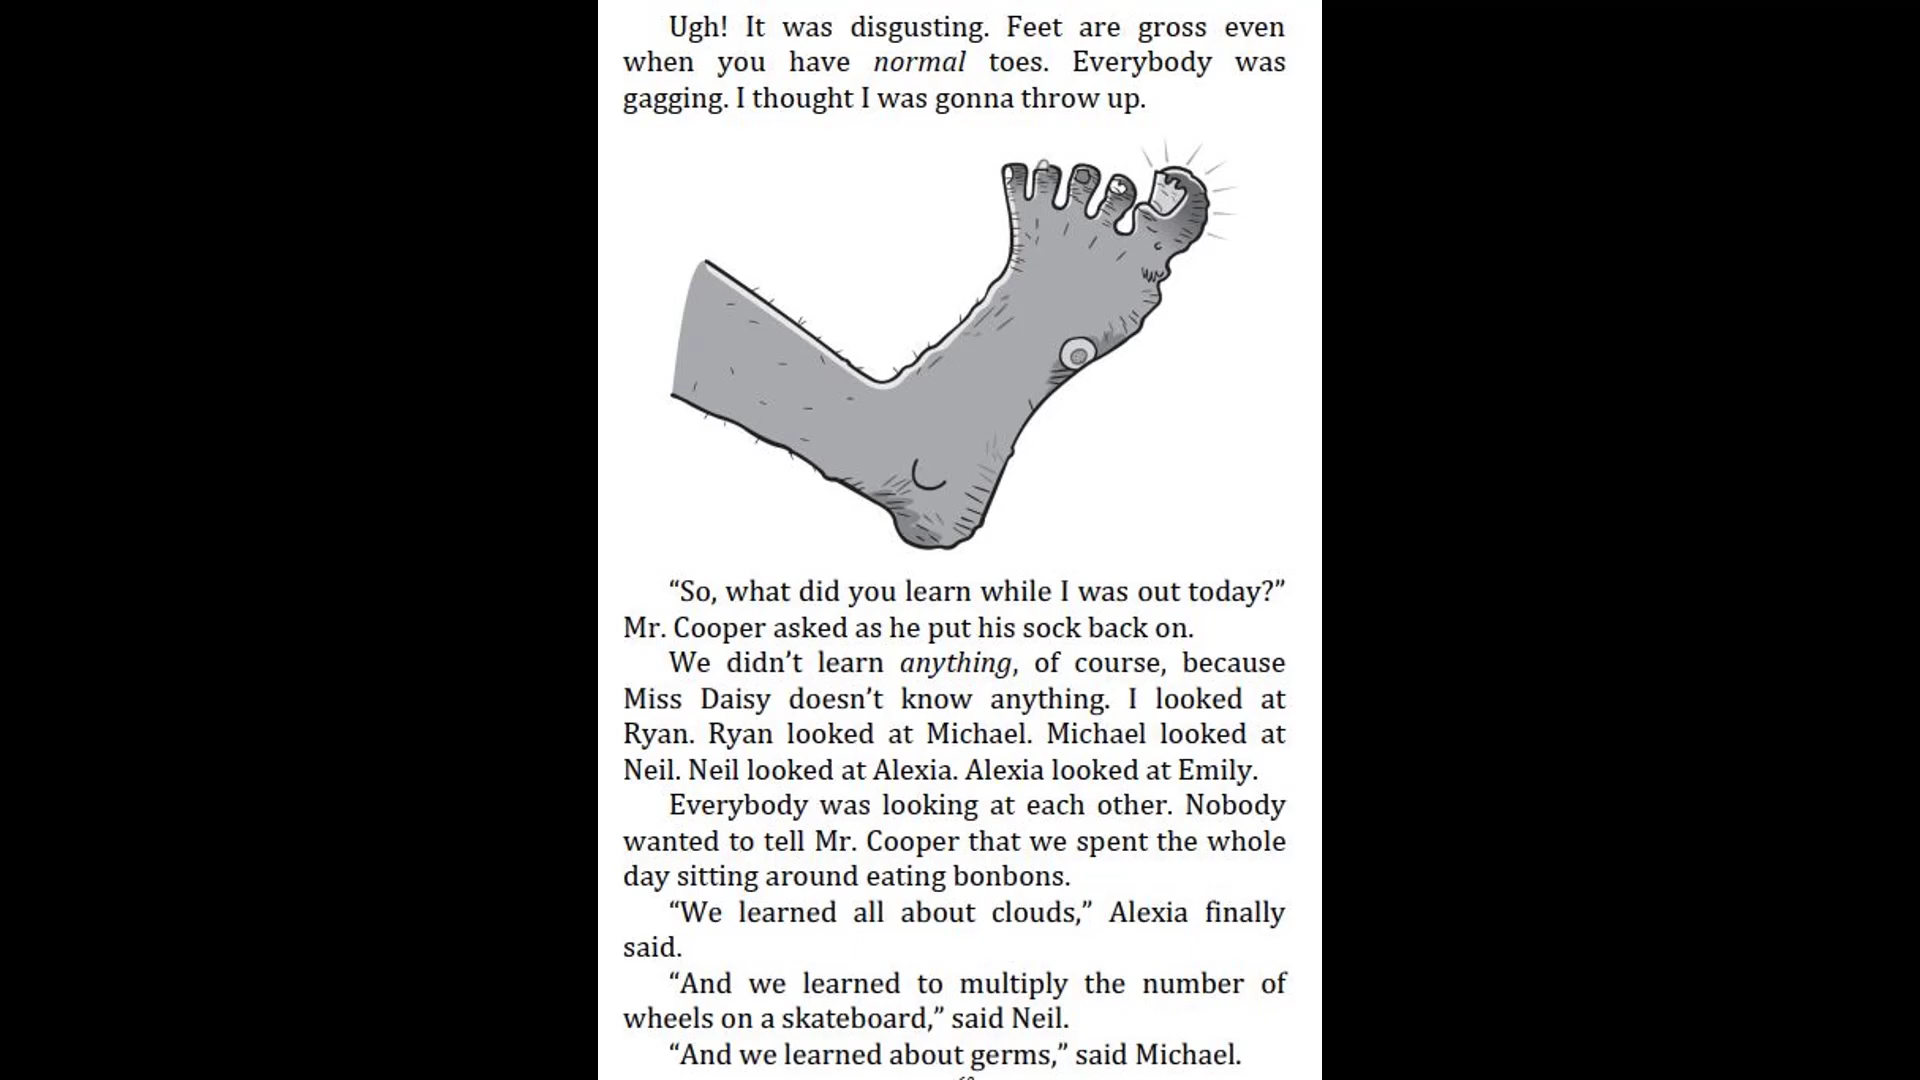 Ugh! It was disgusting. Feet are gross even
when you have normal toes. Everybody was
gagging. I thought I was gonna throw up.
“So, what did you learn while I was out today?”
Mr. Cooper asked as he put his sock back on.
We didn’t learn anything, of course, because
Miss Daisy doesn’t know anything. I looked at
Ryan. Ryan looked at Michael. Michael looked at
Neil. Neil looked at Alexia. Alexia looked at Emily.
Everybody was looking at each other. Nobody
wanted to tell Mr. Cooper that we spent the whole
day sitting around eating bonbons.
“We learned all about clouds,” Alexia finally
said.
“And we learned to multiply the number of
wheels on a skateboard,” said Neil.
“And we learned about germs,” said Michael.